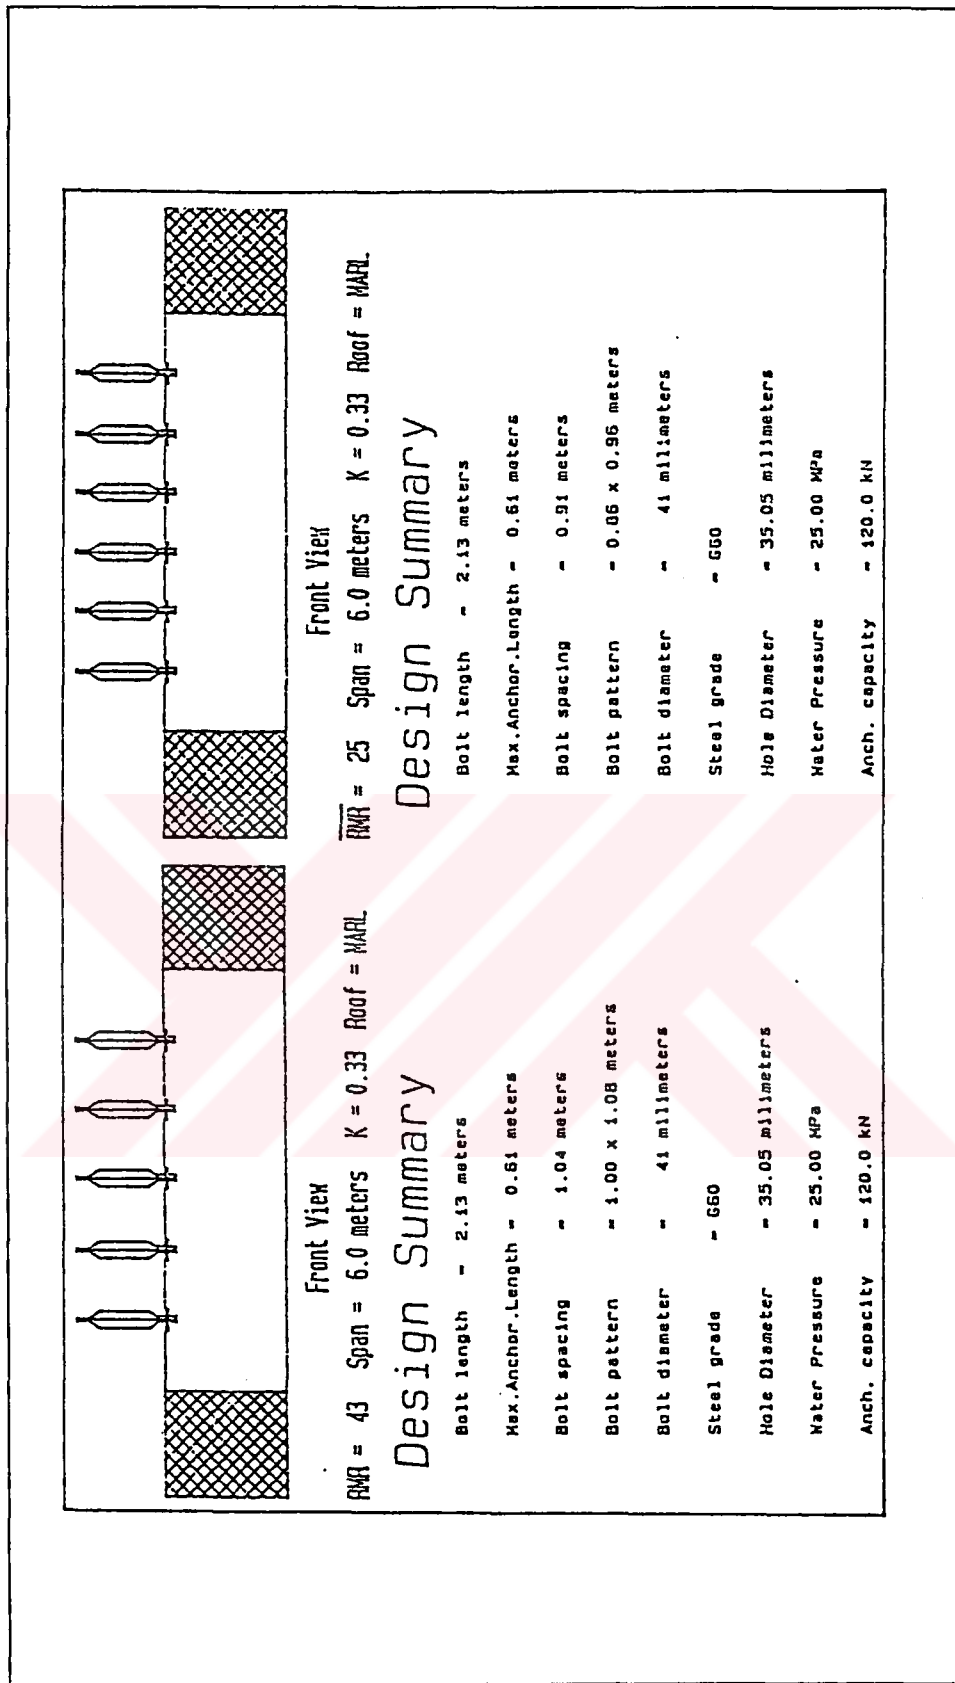 Front View
RMR = 43 Span = 6.0 meters K = 0.33 Roof = MARL
Design Summary
Bolt length - 2.13 meters
Max.Anchor.Length - 0.61 meters
Bolt spacing - 1.04 meters
Bolt pattern - 1.00 x 1.08 meters
Bolt diameter - 41 milimeters
Steel grade - G60
Hole Diameter - 35.05 milimeters
Water Pressure - 25.00 MPa
Anch. capacity - 120.0 kN
Front View
RMR = 25 Span = 6.0 meters K = 0.33 Roof = MARL
Design Summary
Bolt length - 2.13 meters
Max.Anchor.Length - 0.61 meters
Bolt spacing - 0.91 meters
Bolt pattern - 0.86 x 0.96 meters
Bolt diameter - 41 milimeters
Steel grade - G60
Hole Diameter - 35.05 milimeters
Water Pressure - 25.00 MPa
Anch. capacity - 120.0 kN